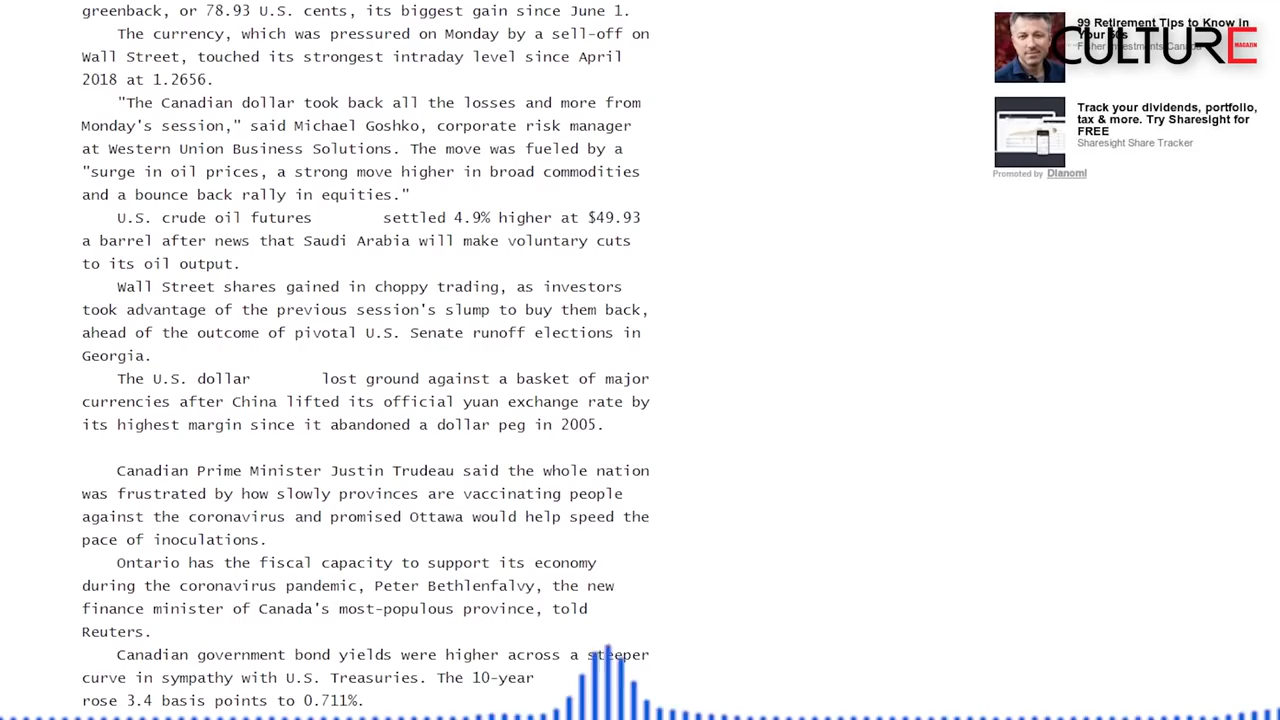 greenback, or 78.93 U.S. cents, its biggest gain since June 1.
The currency, which was pressured on Monday by a sell-off on
Wall Street, touched its strongest intraday level since April
2018 at 1.2656.
"The Canadian dollar took back all the losses and more from
Monday's session," said Michael Goshko, corporate risk manager
at Western Union Business Solutions. The move was fueled by a
"surge in oil prices, a strong move higher in broad commodities
and a bounce back rally in equities."
U.S. crude oil futures settled 4.9% higher at $49.93
a barrel after news that Saudi Arabia will make voluntary cuts
to its oil output.
Wall Street shares gained in choppy trading, as investors
took advantage of the previous session's slump to buy them back,
ahead of the outcome of pivotal U.S. Senate runoff elections in
Georgia.
The U.S. dollar lost ground against a basket of major
currencies after China lifted its official yuan exchange rate by
its highest margin since it abandoned a dollar peg in 2005.
Canadian Prime Minister Justin Trudeau said the whole nation
was frustrated by how slowly provinces are vaccinating people
against the coronavirus and promised Ottawa would help speed the
pace of inoculations.
Ontario has the fiscal capacity to support its economy
during the coronavirus pandemic, Peter Bethlenfalvy, the new
finance minister of Canada's most-populous province, told
Reuters.
Canadian government bond yields were higher across a steeper
curve in sympathy with U.S. Treasuries. The 10-year
rose 3.4 basis points to 0.711%.
99 Retirement Tips to Know In
Your 50s
Fisher Investments Canada
CULTURE
MAGAZIN
Track your dividends, portfolio,
tax & more. Try Sharesight for
FREE
Sharesight Share Tracker
Promoted by Dianomi